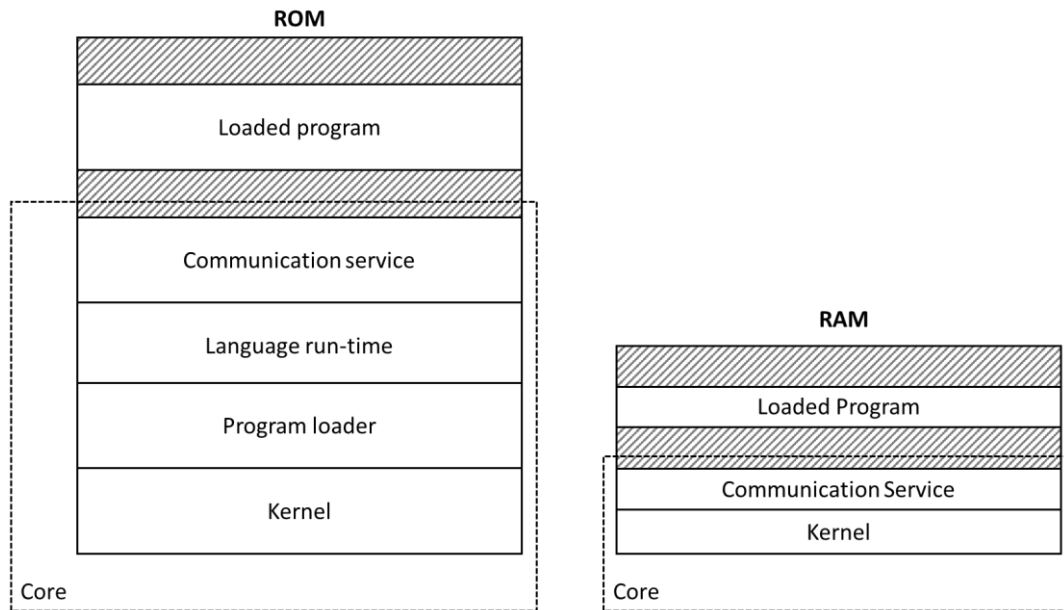 ROM
Loaded program
Communication service
Language run-time
Program loader
Kernel
Core
RAM
Loaded Program
Communication Service
Kernel
Core